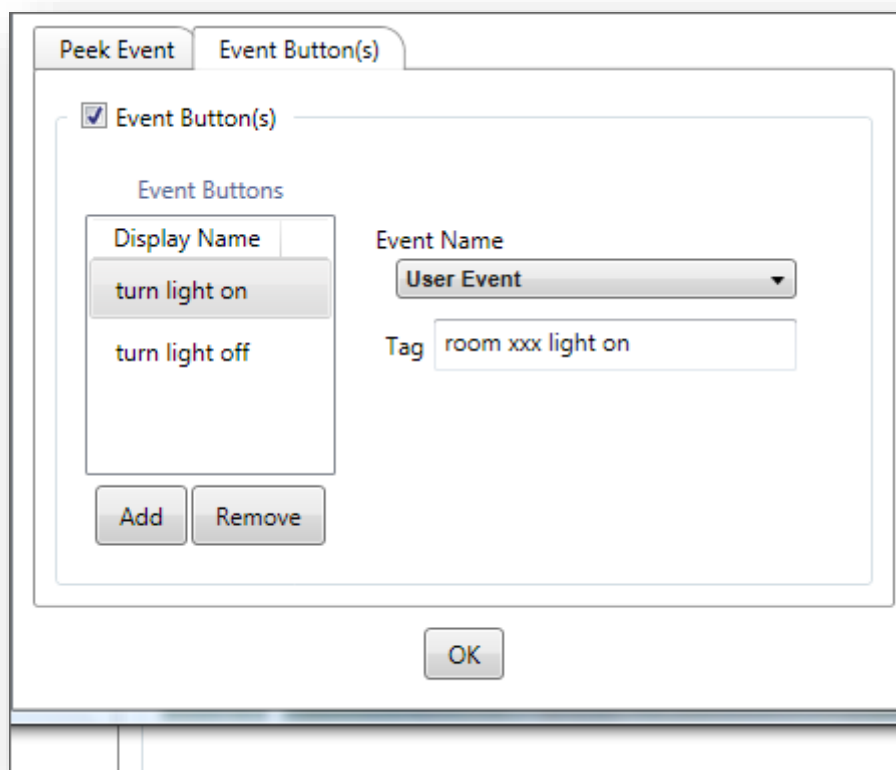 Peek Event
Event Button(s)
Event Button(s)
Event Buttons
Display Name
turn light on
turn light off
Add
Remove
Event Name
User Event
Tag
room xxx light on
OK